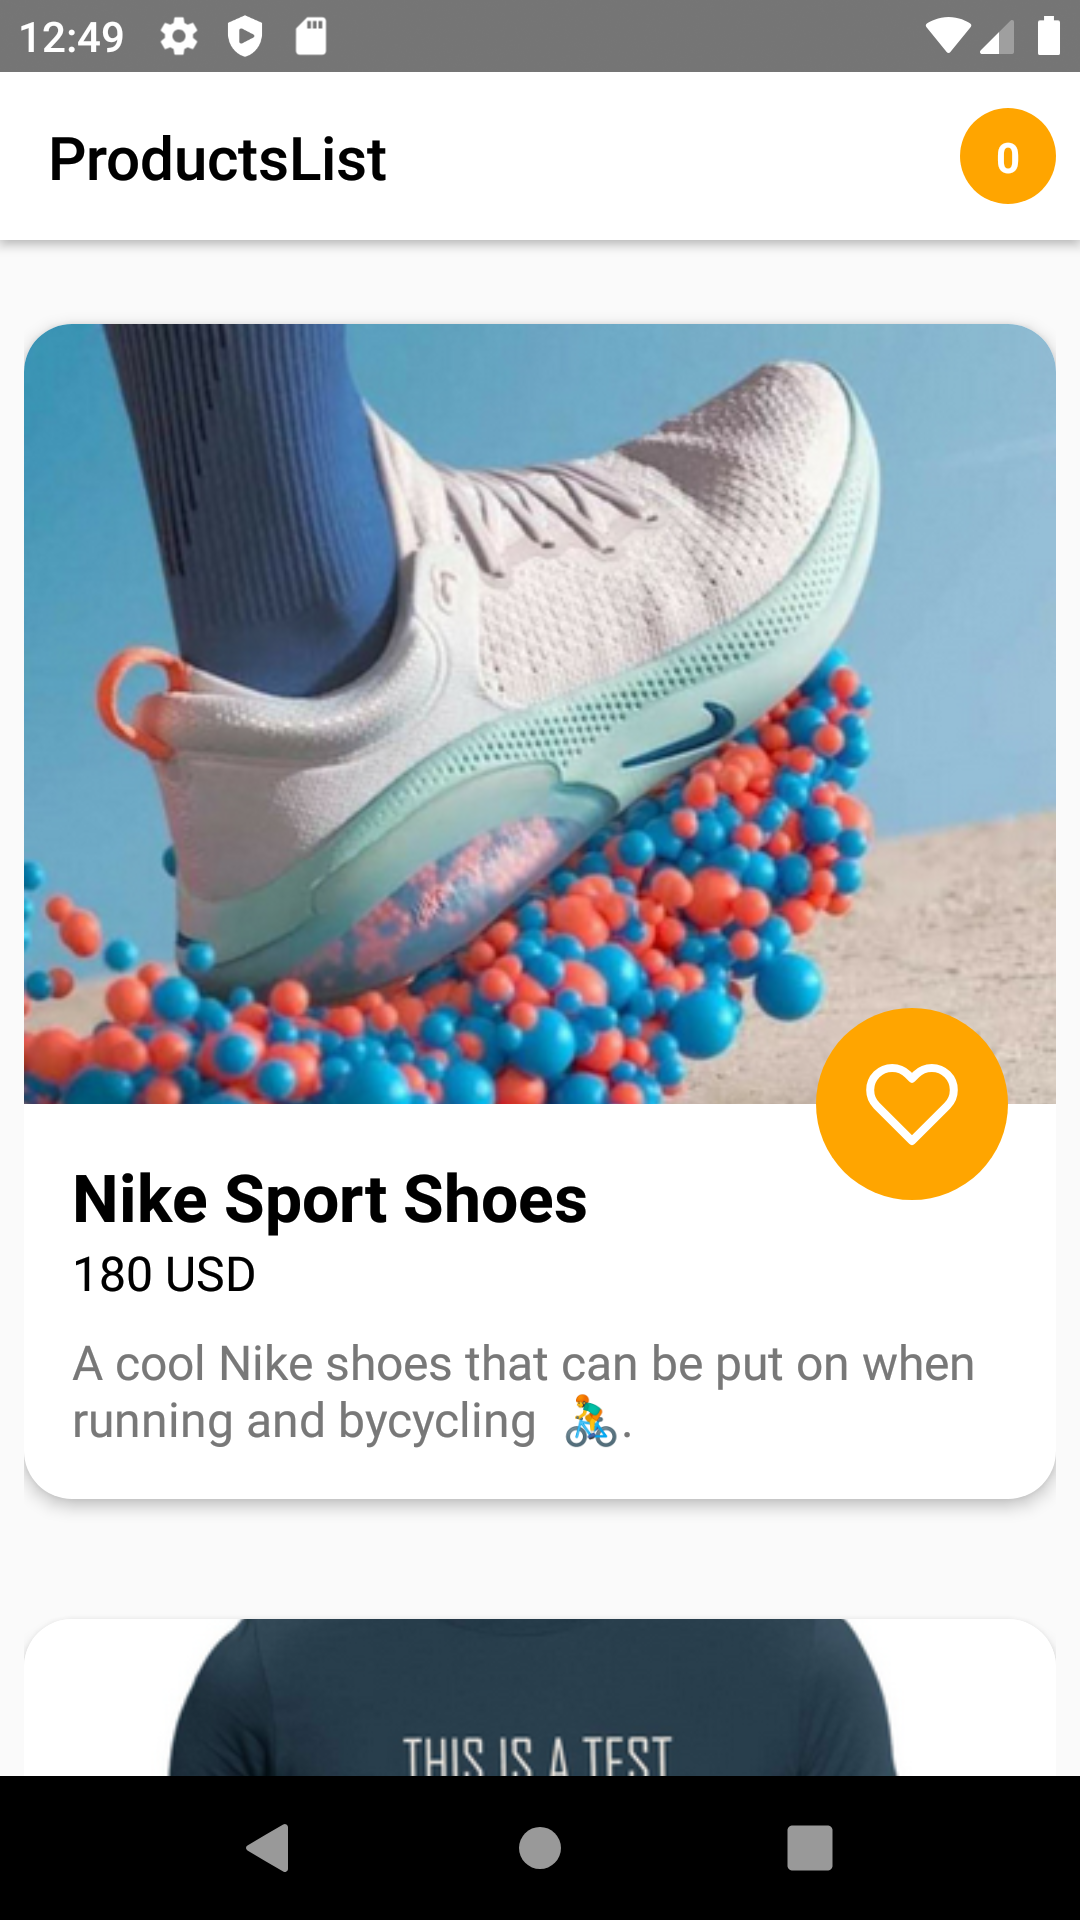 12:49
ProductsList
0
Nike Sport Shoes
180 USD
A cool Nike shoes that can be put on when
running and bycycling 🚴.
THIS IS A TEST